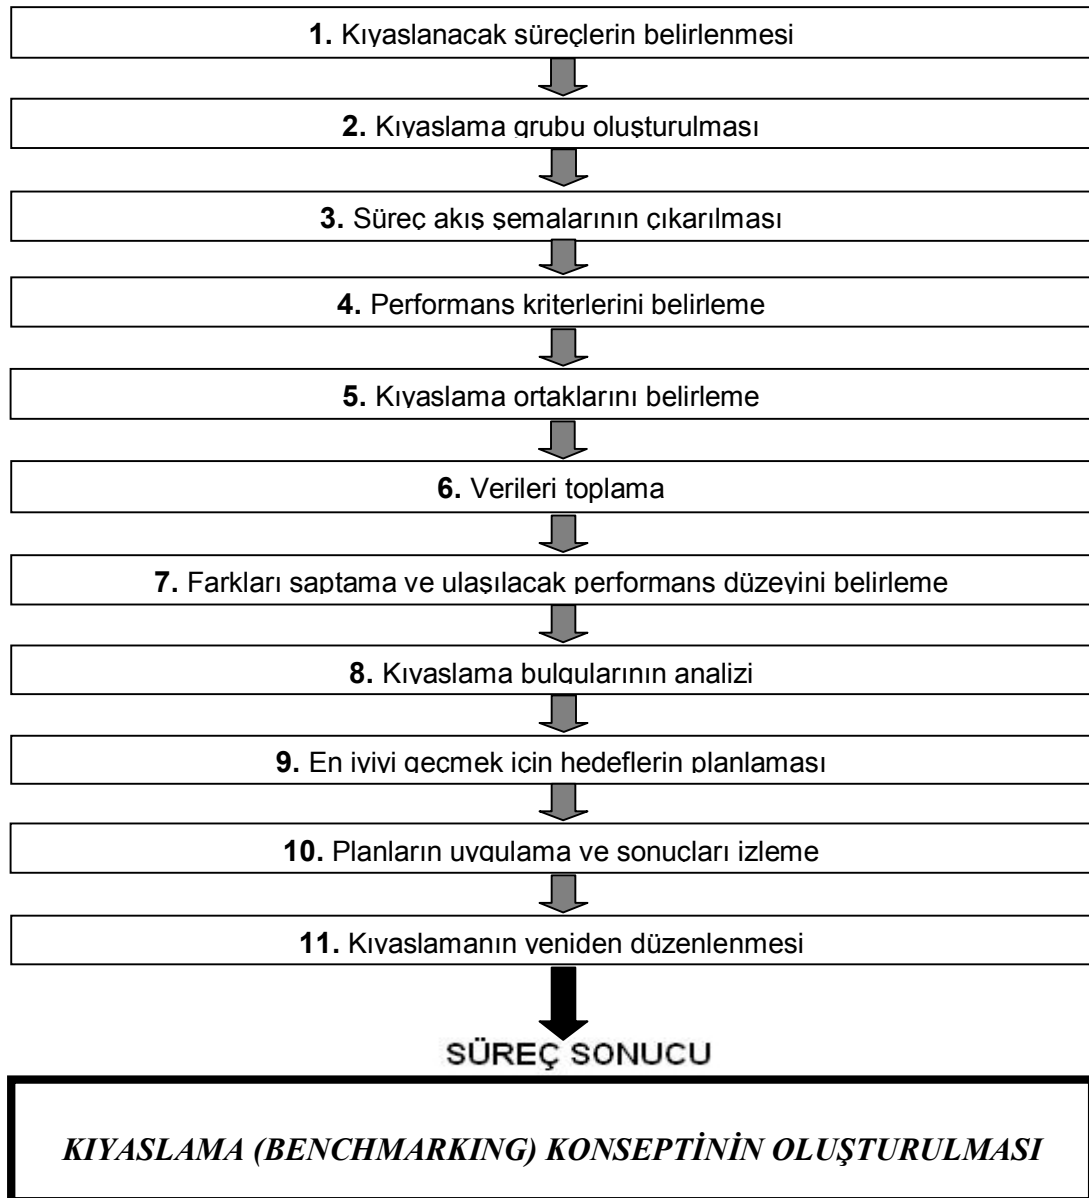 1. Kıyaslanacak süreçlerin belirlenmesi
2. Kıyaslama grubu oluşturulması
3. Süreç akış şemalarının çıkarılması
4. Performans kriterlerini belirleme
5. Kıyaslama ortaklarını belirleme
6. Verileri toplama
7. Farkları saptama ve ulaşılacak performans düzeyini belirleme
8. Kıyaslama bulgularının analizi
9. En iyiyi geçmek için hedeflerin planlaması
10. Planların uygulama ve sonuçları izleme
11. Kıyaslamanın yeniden düzenlenmesi
SÜREÇ SONUCU
KIYASLAMA (BENCHMARKING) KONSEPTİNİN OLUŞTURULMASI